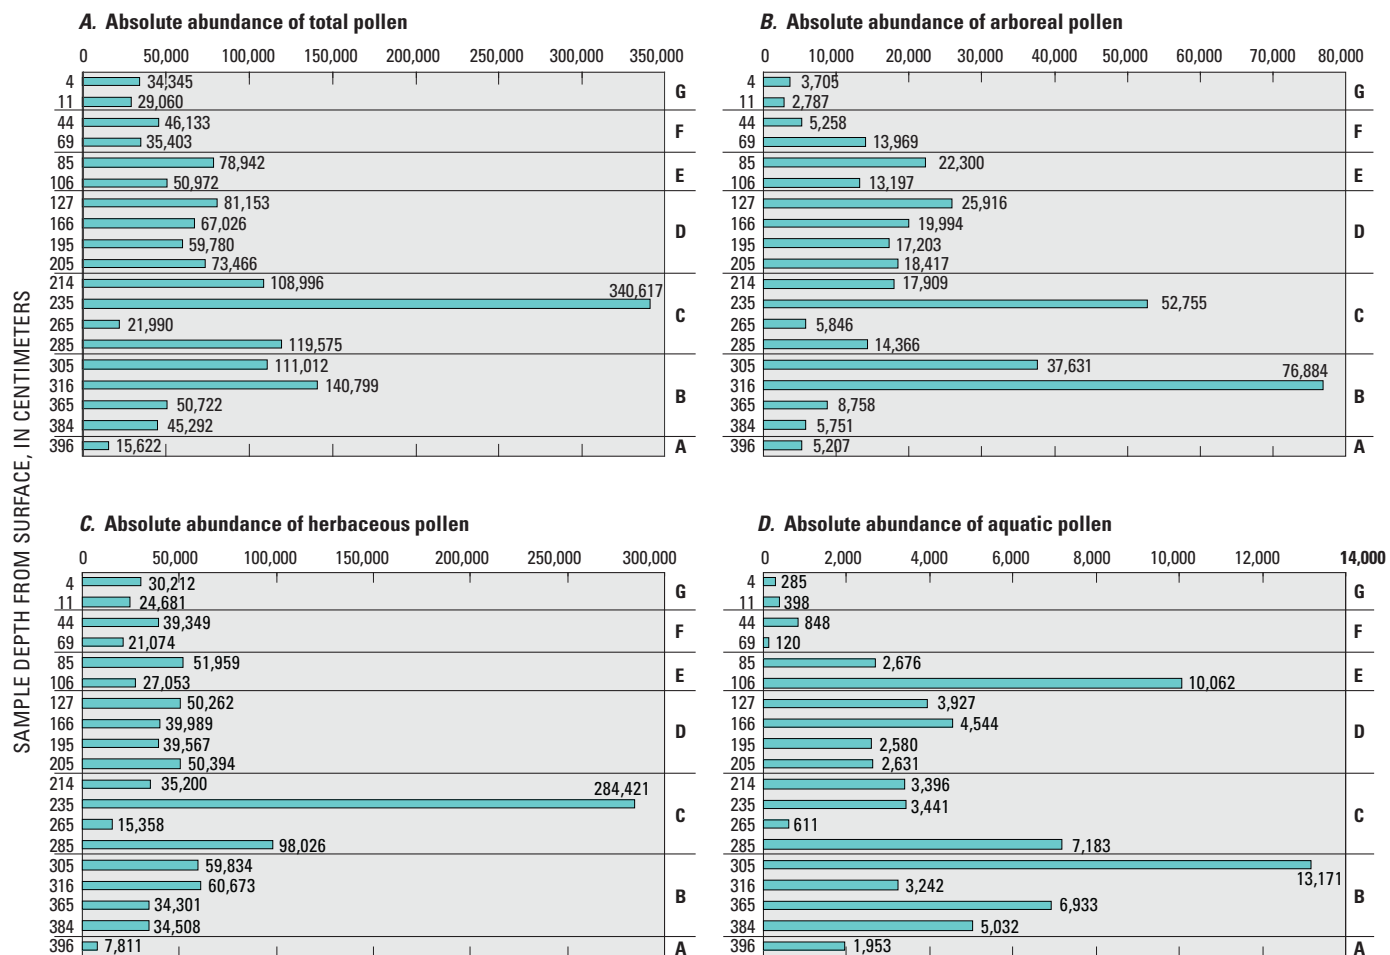 A. Absolute abundance of total pollen
0 50,000 100,000 150,000 200,000 250,000 300,000 350,000
4 34,345
11 29,060
G
44 46,133
69 35,403
F
85 78,942
106 50,972
E
127 81,153
166 67,026
195 59,780
205 73,466
D
214 108,996
235 340,617
265 21,990
285 119,575
C
305 111,012
316 140,799
365 50,722
384 45,292
B
396 15,622
A
B. Absolute abundance of arboreal pollen
0 10,000 20,000 30,000 40,000 50,000 60,000 70,000 80,000
4 3,705
11 2,787
G
44 5,258
69 13,969
F
85 22,300
106 13,197
E
127 25,916
166 19,994
195 17,203
205 18,417
D
214 17,909
235 52,755
265 5,846
285 14,366
C
305 37,631
316 76,884
365 8,758
384 5,751
B
396 5,207
A
SAMPLE DEPTH FROM SURFACE, IN CENTIMETERS
C. Absolute abundance of herbaceous pollen
0 50,000 100,000 150,000 200,000 250,000 300,000
4 30,212
11 24,681
G
44 39,349
69 21,074
F
85 51,959
106 27,053
E
127 50,262
166 39,989
195 39,567
205 50,394
D
214 35,200
235 284,421
265 15,358
285 98,026
C
305 59,834
316 60,673
365 34,301
384 34,508
B
396 7,811
A
D. Absolute abundance of aquatic pollen
0 2,000 4,000 6,000 8,000 10,000 12,000 14,000
4 285
11 398
G
44 848
69 120
F
85 2,676
106 10,062
E
127 3,927
166 4,544
195 2,580
205 2,631
D
214 3,396
235 3,441
265 611
285 7,183
C
305 13,171
316 3,242
365 6,933
384 5,032
B
396 1,953
A